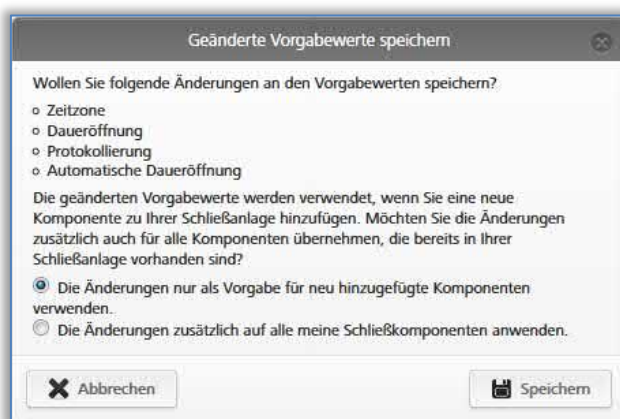 Geänderte Vorgabewerte speichern
Wollen Sie folgende Änderungen an den Vorgabewerten speichern?
Zeitzone
Daueröffnung
Protokollierung
Automatische Daueröffnung
Die geänderten Vorgabewerte werden verwendet, wenn Sie eine neue
Komponente zu Ihrer Schließanlage hinzufügen. Möchten Sie die Änderungen
zusätzlich auch für alle Komponenten übernehmen, die bereits in Ihrer
Schließanlage vorhanden sind?
Die Änderungen nur als Vorgabe für neu hinzugefügte Komponenten
verwenden.
Die Änderungen zusätzlich auf alle meine Schließkomponenten anwenden.
Abbrechen
Speichern